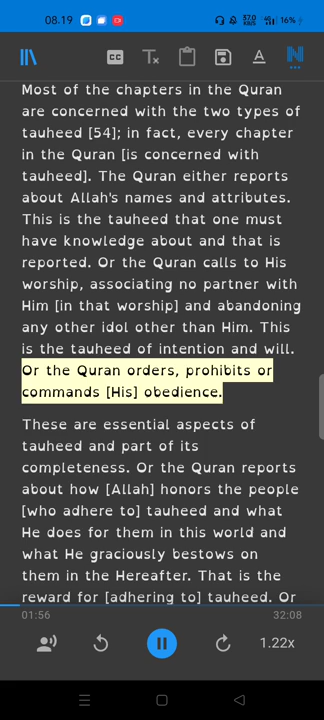 08.19
37.0
KB/S
4G
16%
CC
T×
A
N
Most of the chapters in the Quran
are concerned with the two types of
tauheed [54]; in fact, every chapter
in the Quran [is concerned with
tauheed]. The Quran either reports
about Allah's names and attributes.
This is the tauheed that one must
have knowledge about and that is
reported. Or the Quran calls to His
worship, associating no partner with
Him [in that worship] and abandoning
any other idol other than Him. This
is the tauheed of intention and will.
Or the Quran orders, prohibits or
commands [His] obedience.
These are essential aspects of
tauheed and part of its
completeness. Or the Quran reports
about how [Allah] honors the people
[who adhere to] tauheed and what
He does for them in this world and
what He graciously bestows on
them in the Hereafter. That is the
reward for [adhering to] tauheed. Or
01:56
32:08
1.22x